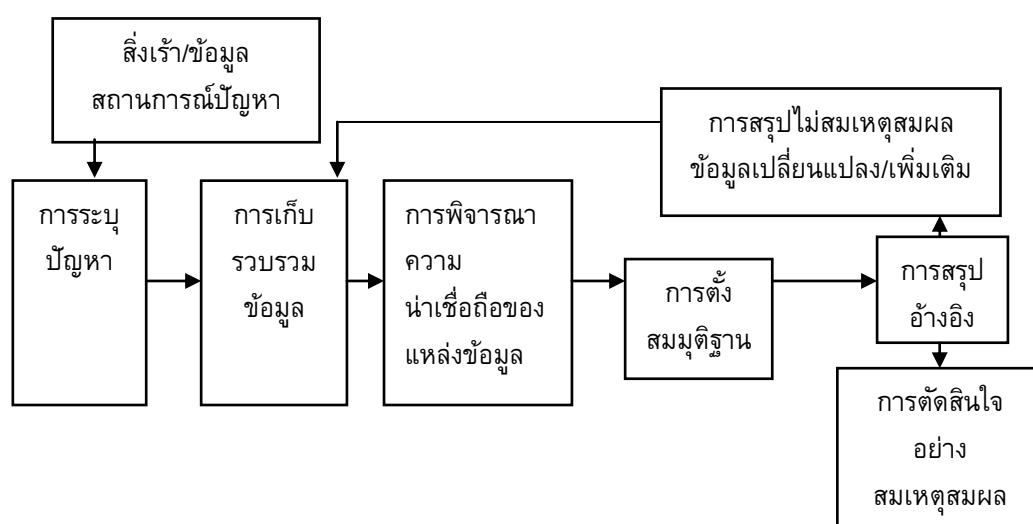 สิ่งเร้า/ข้อมูล
สถานการณ์ปัญหา
การสรุปไม่สมเหตุสมผล
ข้อมูลเปลี่ยนแปลง/เพิ่มเติม
การระบุ
ปัญหา
การเก็บ
รวบรวม
ข้อมูล
การพิจารณา
ความ
น่าเชื่อถือของ
แหล่งข้อมูล
การตั้ง
สมมุติฐาน
การสรุป
อ้างอิง
การตัดสินใจ
อย่าง
สมเหตุสมผล